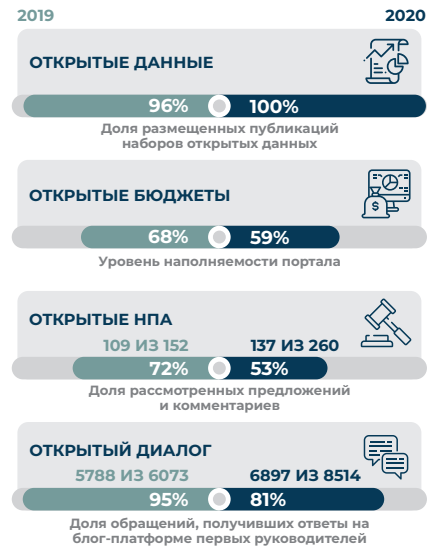 2019 2020
ОТКРЫТЫЕ ДАННЫЕ
96% 100%
Доля размещенных публикаций
наборов открытых данных
ОТКРЫТЫЕ БЮДЖЕТЫ
68% 59%
Уровень наполняемости портала
ОТКРЫТЫЕ НПА
109 ИЗ 152 137 ИЗ 260
72% 53%
Доля рассмотренных предложений
и комментариев
ОТКРЫТЫЙ ДИАЛОГ
5788 ИЗ 6073 6897 ИЗ 8514
95% 81%
Доля обращений, получивших ответы на
блог-платформе первых руководителей